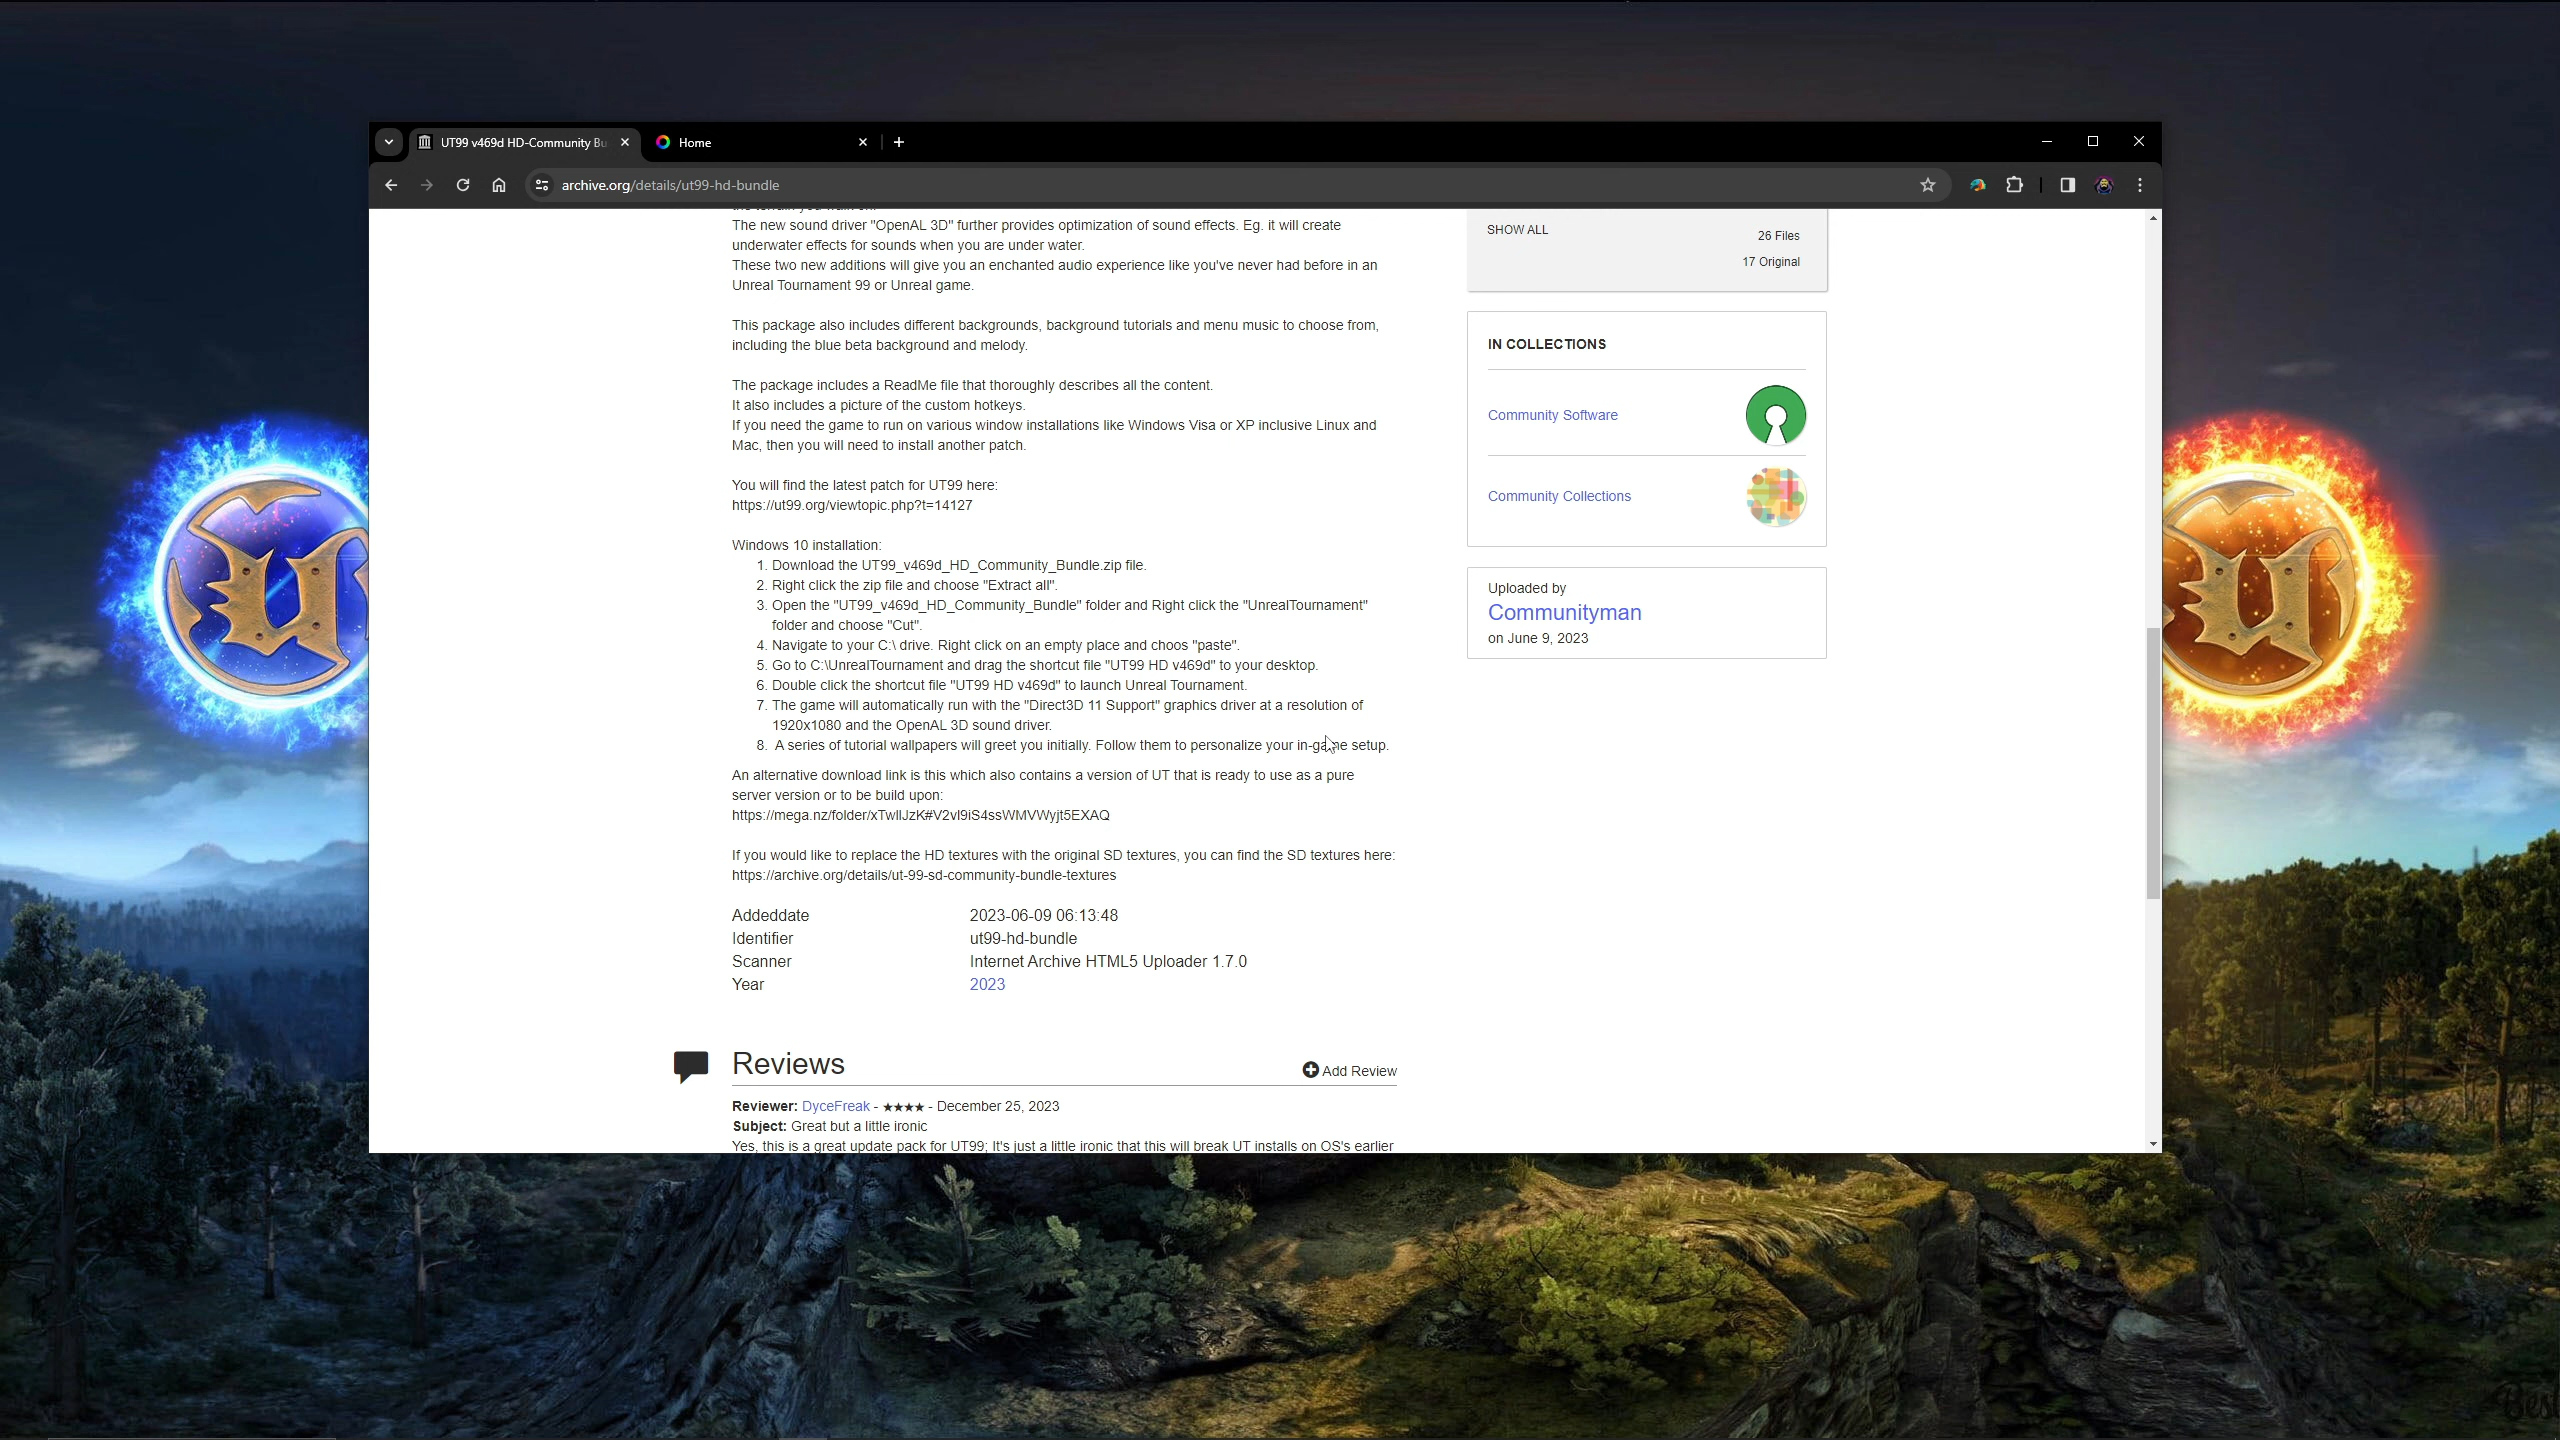 UT99 v469d HD-Community Bu
Home
archive.org/details/ut99-hd-bundle
The new sound driver "OpenAL 3D" further provides optimization of sound effects. Eg. it will create
underwater effects for sounds when you are under water.
These two new additions will give you an enchanted audio experience like you've never had before in an
Unreal Tournament 99 or Unreal game.
This package also includes different backgrounds, background tutorials and menu music to choose from,
including the blue beta background and melody.
The package includes a ReadMe file that thoroughly describes all the content.
It also includes a picture of the custom hotkeys.
If you need the game to run on various window installations like Windows Visa or XP inclusive Linux and
Mac, then you will need to install another patch.
You will find the latest patch for UT99 here:
https://ut99.org/viewtopic.php?t=14127
Windows 10 installation:
1. Download the UT99_v469d_HD_Community_Bundle.zip file.
2. Right click the zip file and choose "Extract all".
3. Open the "UT99_v469d_HD_Community_Bundle" folder and Right click the "UnrealTournament"
folder and choose "Cut".
4. Navigate to your C:\ drive. Right click on an empty place and choos "paste".
5. Go to C:\UnrealTournament and drag the shortcut file "UT99 HD v469d" to your desktop.
6. Double click the shortcut file "UT99 HD v469d" to launch Unreal Tournament.
7. The game will automatically run with the "Direct3D 11 Support" graphics driver at a resolution of
1920x1080 and the OpenAL 3D sound driver.
8. A series of tutorial wallpapers will greet you initially. Follow them to personalize your in-game setup.
An alternative download link is this which also contains a version of UT that is ready to use as a pure
server version or to be build upon:
https://mega.nz/folder/xTwllJzK#V2vl9iS4ssWMVWyjt5EXAQ
If you would like to replace the HD textures with the original SD textures, you can find the SD textures here:
https://archive.org/details/ut-99-sd-community-bundle-textures
Addeddate 2023-06-09 06:13:48
Identifier ut99-hd-bundle
Scanner Internet Archive HTML5 Uploader 1.7.0
Year 2023
Reviews
Add Review
Reviewer: DyceFreak - ★★★★ - December 25, 2023
Subject: Great but a little ironic
Yes, this is a great update pack for UT99; It's just a little ironic that this will break UT installs on OS's earlier
SHOW ALL
26 Files
17 Original
IN COLLECTIONS
Community Software
Community Collections
Uploaded by
Communityman
on June 9, 2023